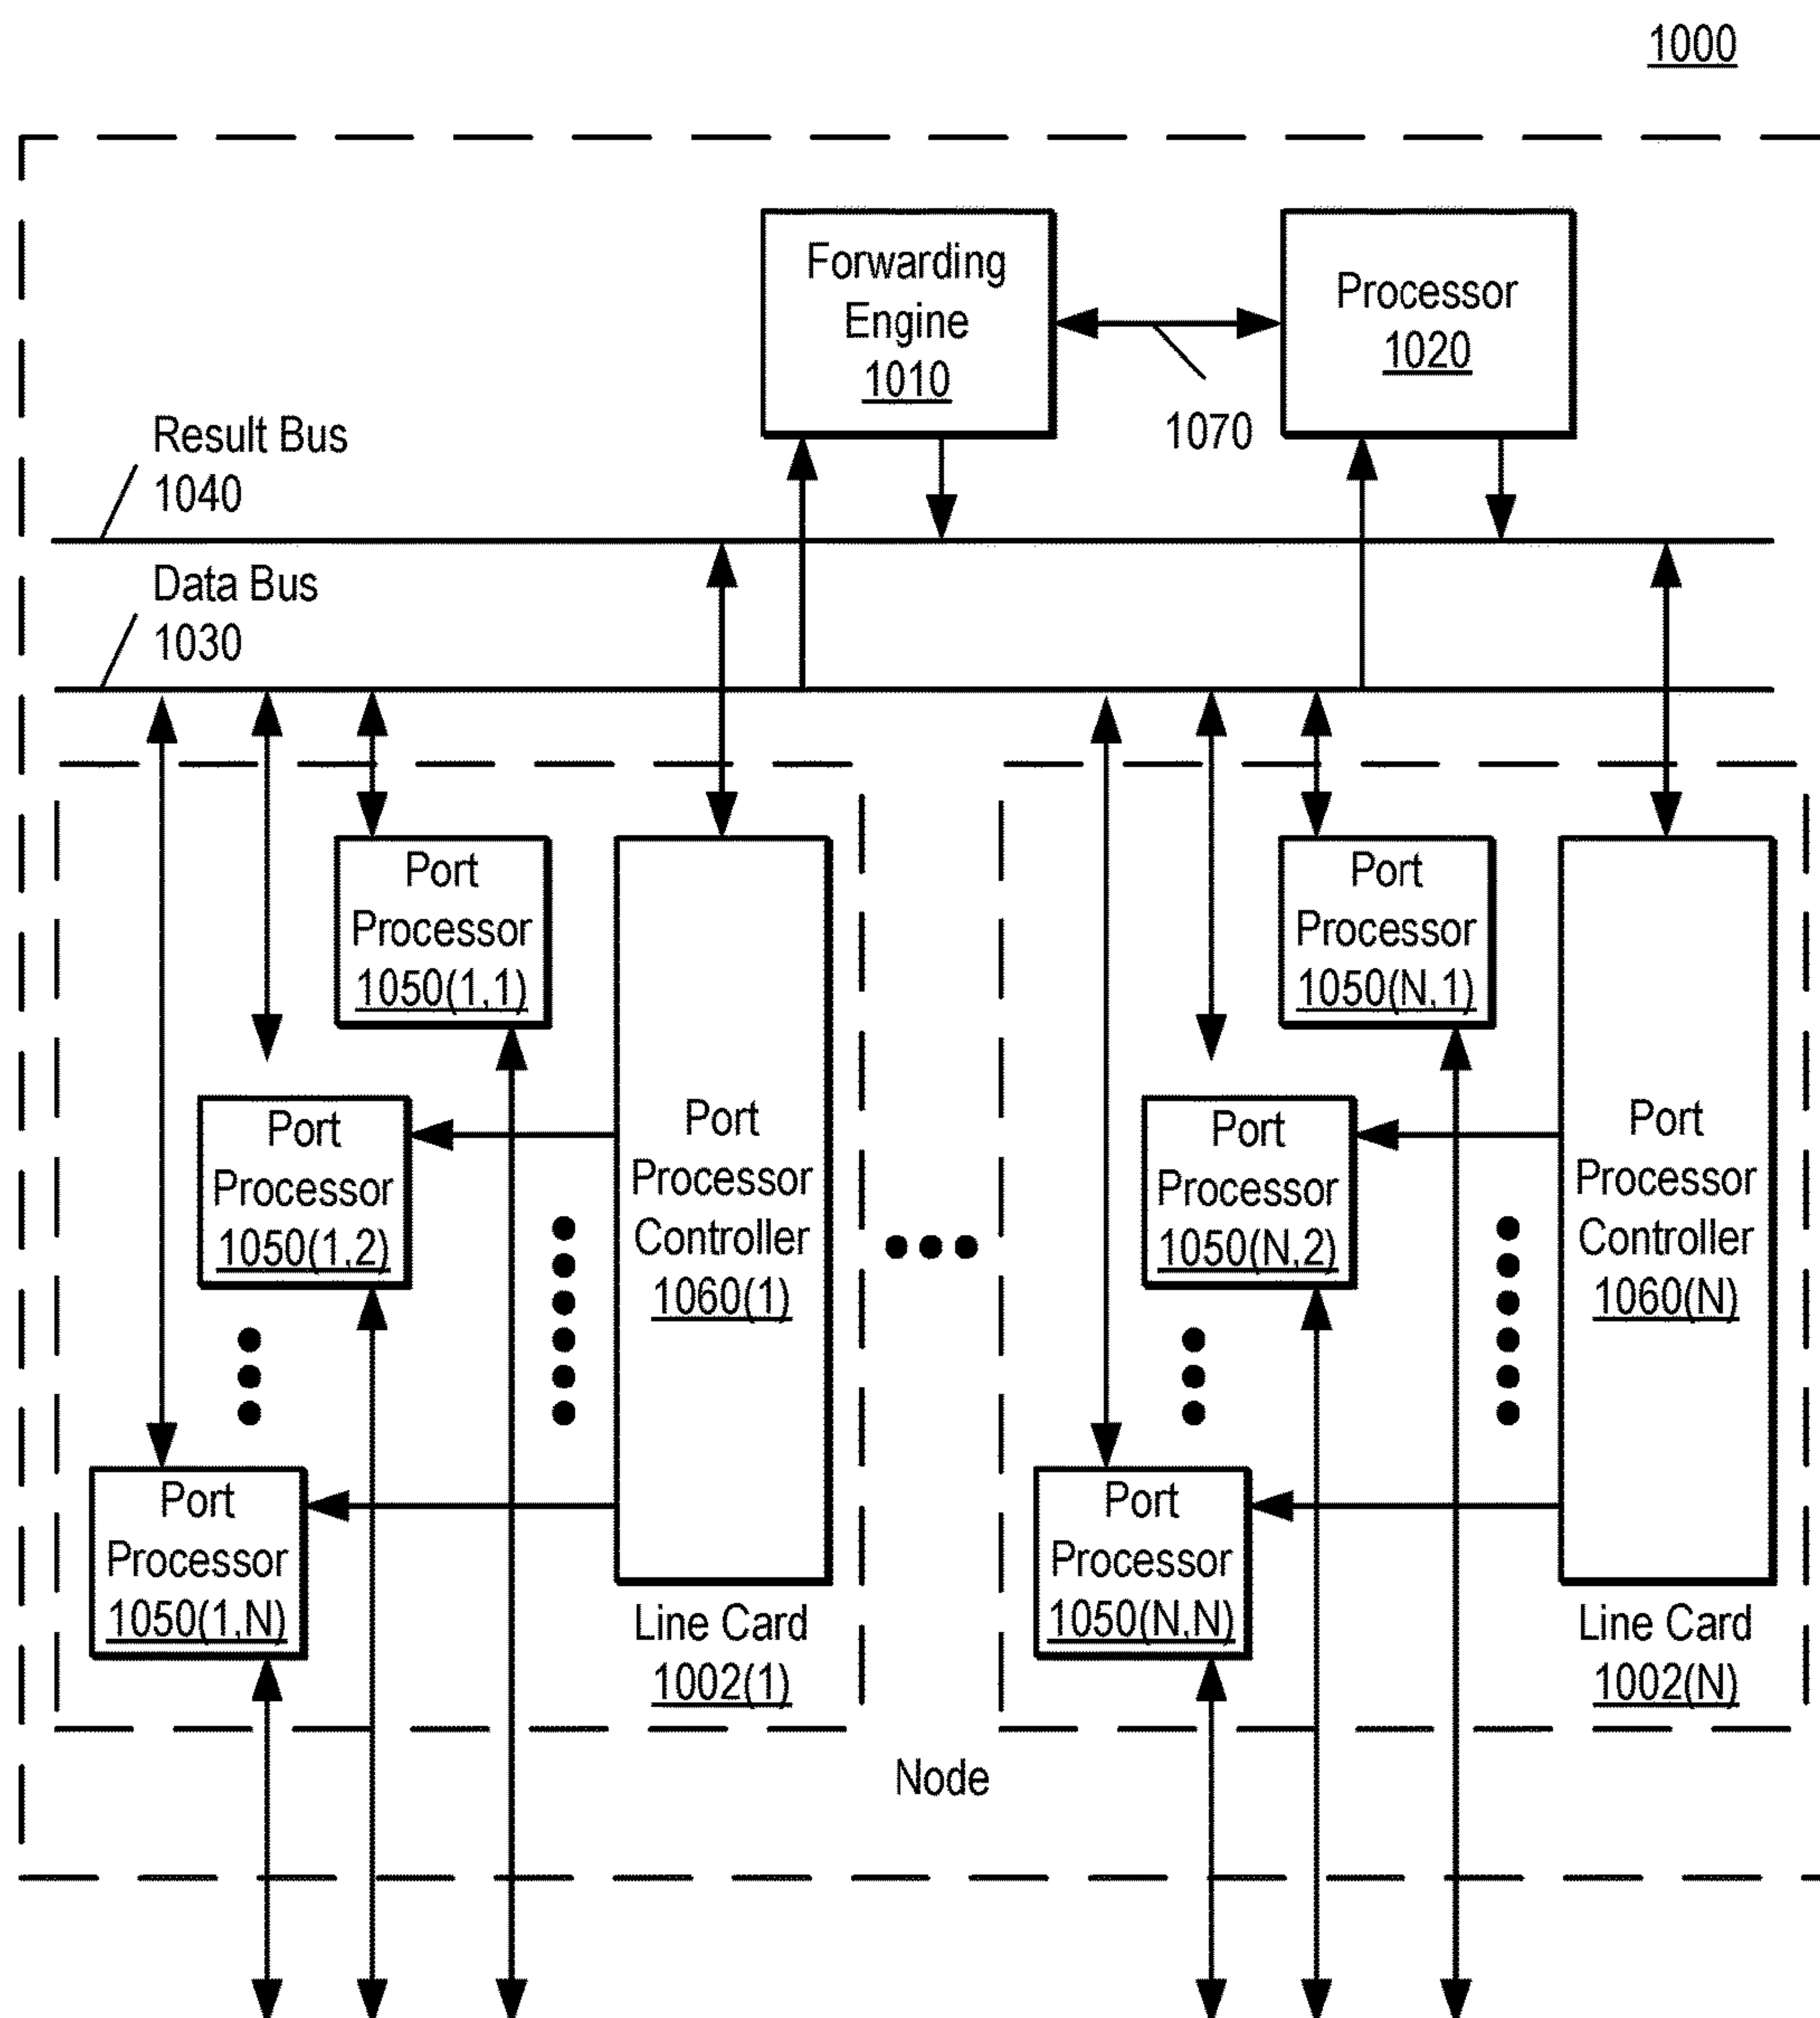 1000
Forwarding
Engine
1010
Processor
1020
1070
Result Bus
1040
Data Bus
1030
Port
Processor
1050(1,1)
Port
Processor
1050(1,2)
Port
Processor
1050(1,N)
Port
Processor
Controller
1060(1)
Line Card
1002(1)
Port
Processor
1050(N,1)
Port
Processor
1050(N,2)
Port
Processor
1050(N,N)
Port
Processor
Controller
1060(N)
Line Card
1002(N)
Node